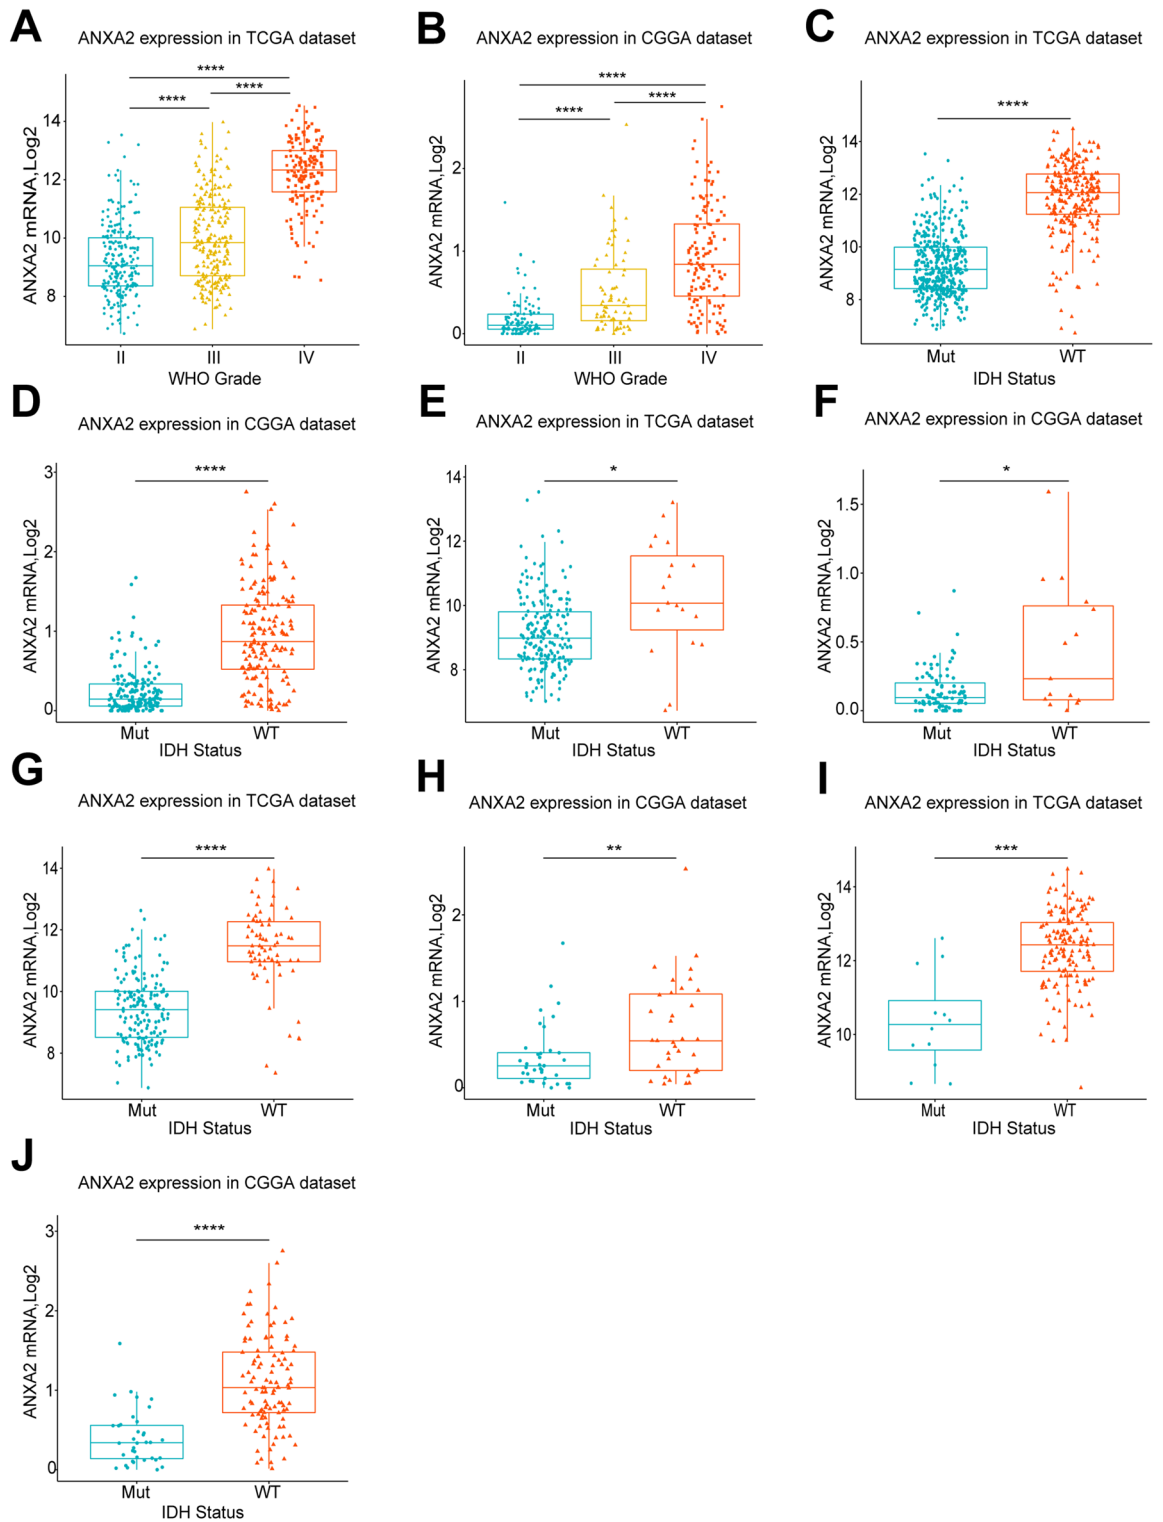 A
ANXA2 expression in TCGA dataset
****
****
****
ANXA2 mRNA,Log2
14
12
10
8
II III IV
WHO Grade
B
ANXA2 expression in CGGA dataset
****
****
****
ANXA2 mRNA,Log2
2
1
0
II III IV
WHO Grade
C
ANXA2 expression in TCGA dataset
****
ANXA2 mRNA,Log2
14
12
10
8
Mut WT
IDH Status
D
ANXA2 expression in CGGA dataset
****
ANXA2 mRNA,Log2
3
2
1
0
Mut WT
IDH Status
E
ANXA2 expression in TCGA dataset
*
ANXA2 mRNA,Log2
14
12
10
8
Mut WT
IDH Status
F
ANXA2 expression in CGGA dataset
*
ANXA2 mRNA,Log2
1.5
1.0
0.5
0.0
Mut WT
IDH Status
G
ANXA2 expression in TCGA dataset
****
ANXA2 mRNA,Log2
14
12
10
8
Mut WT
IDH Status
H
ANXA2 expression in CGGA dataset
**
ANXA2 mRNA,Log2
2
1
0
Mut WT
IDH Status
I
ANXA2 expression in TCGA dataset
***
ANXA2 mRNA,Log2
14
12
10
Mut WT
IDH Status
J
ANXA2 expression in CGGA dataset
****
ANXA2 mRNA,Log2
3
2
1
0
Mut WT
IDH Status